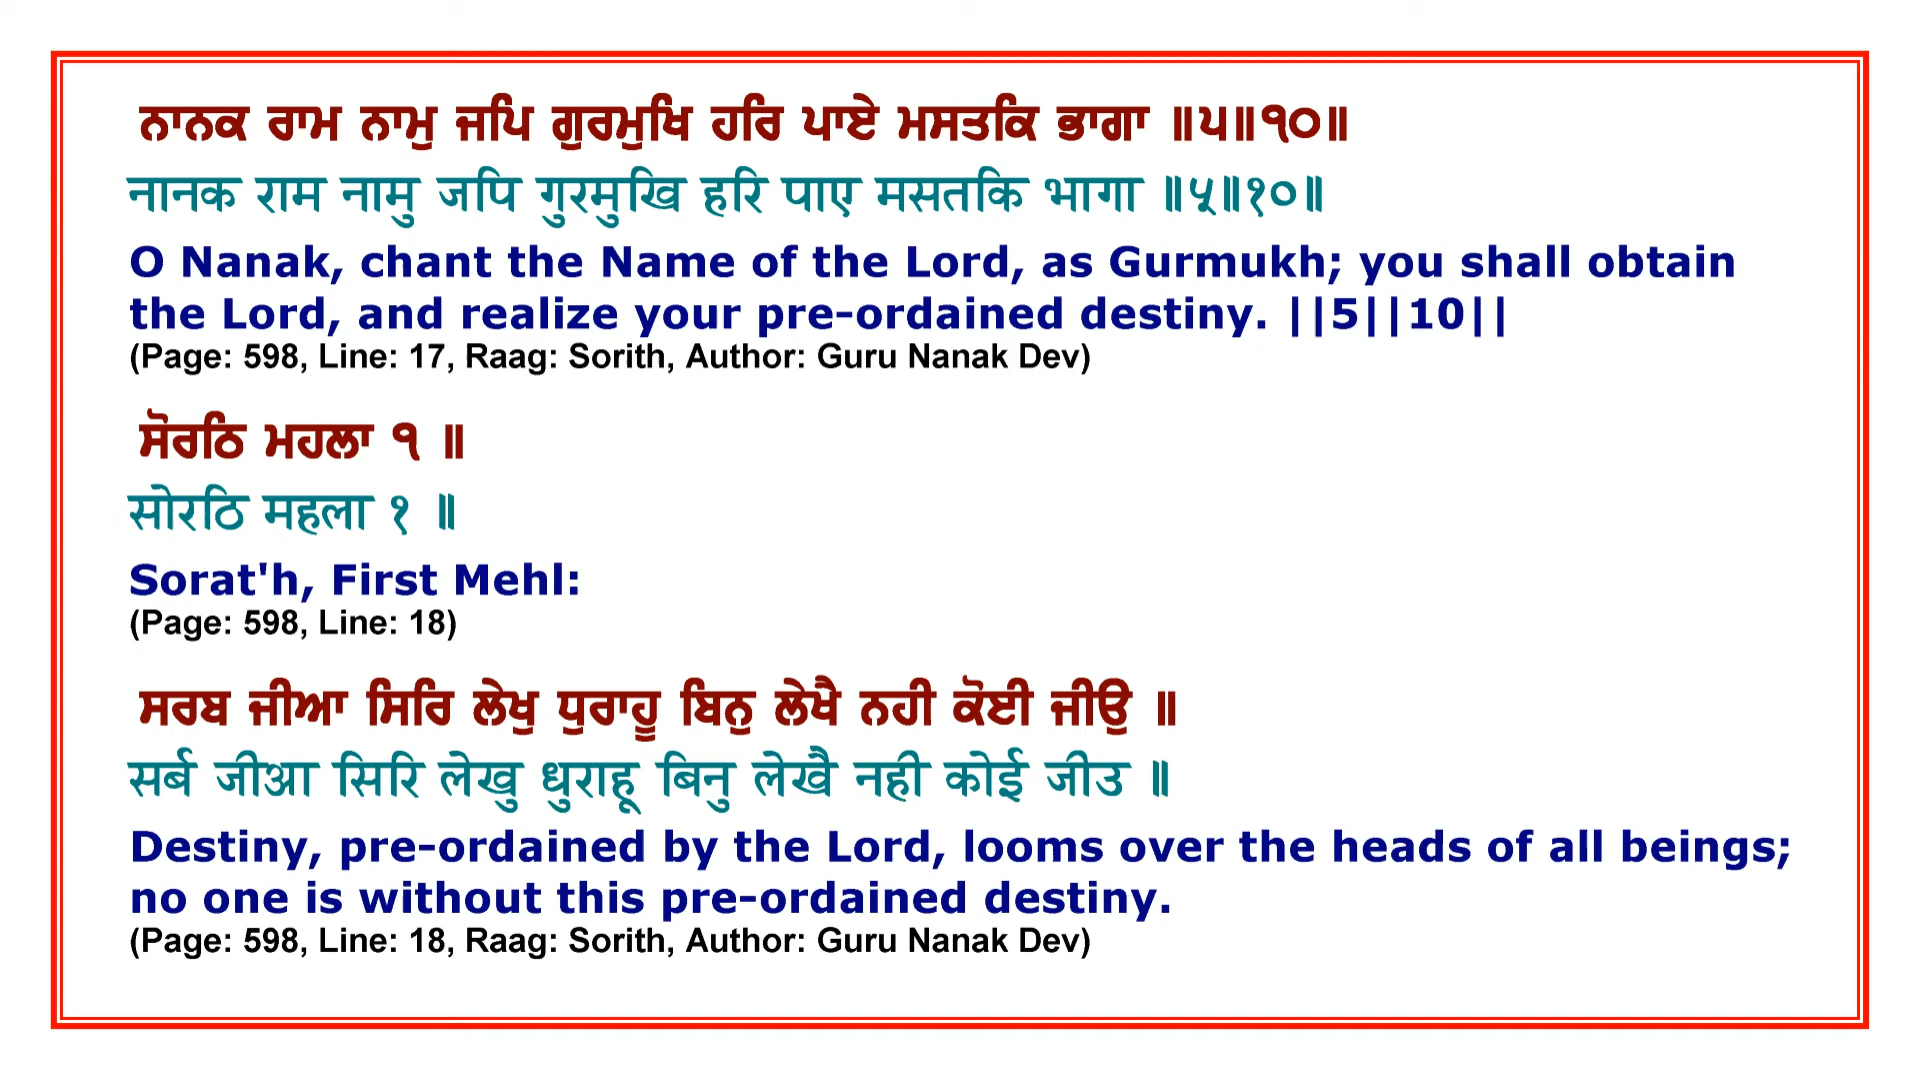 ਨਾਨਕ ਰਾਮ ਨਾਮੁ ਜਪਿ ਗੁਰਮੁਖਿ ਹਰਿ ਪਾਏ ਮਸਤਕਿ ਭਾਗਾ ॥੫॥੧੦॥
नानक राम नामु जपि गुरमुखि हरि पाए मसतकि भागा ॥५॥१०॥
O Nanak, chant the Name of the Lord, as Gurmukh; you shall obtain
the Lord, and realize your pre-ordained destiny. ||5||10||
(Page: 598, Line: 17, Raag: Sorith, Author: Guru Nanak Dev)
ਸੋਰਠਿ ਮਹਲਾ ੧ ॥
सोरठि महला १ ॥
Sorat'h, First Mehl:
(Page: 598, Line: 18)
ਸਰਬ ਜੀਆ ਸਿਰਿ ਲੇਖੁ ਧੁਰਾਹੂ ਬਿਨੁ ਲੇਖੈ ਨਹੀ ਕੋਈ ਜੀਉ ॥
सर्ब जीआ सिरि लेखु धुराहू बिनु लेखै नही कोई जीउ ॥
Destiny, pre-ordained by the Lord, looms over the heads of all beings;
no one is without this pre-ordained destiny.
(Page: 598, Line: 18, Raag: Sorith, Author: Guru Nanak Dev)